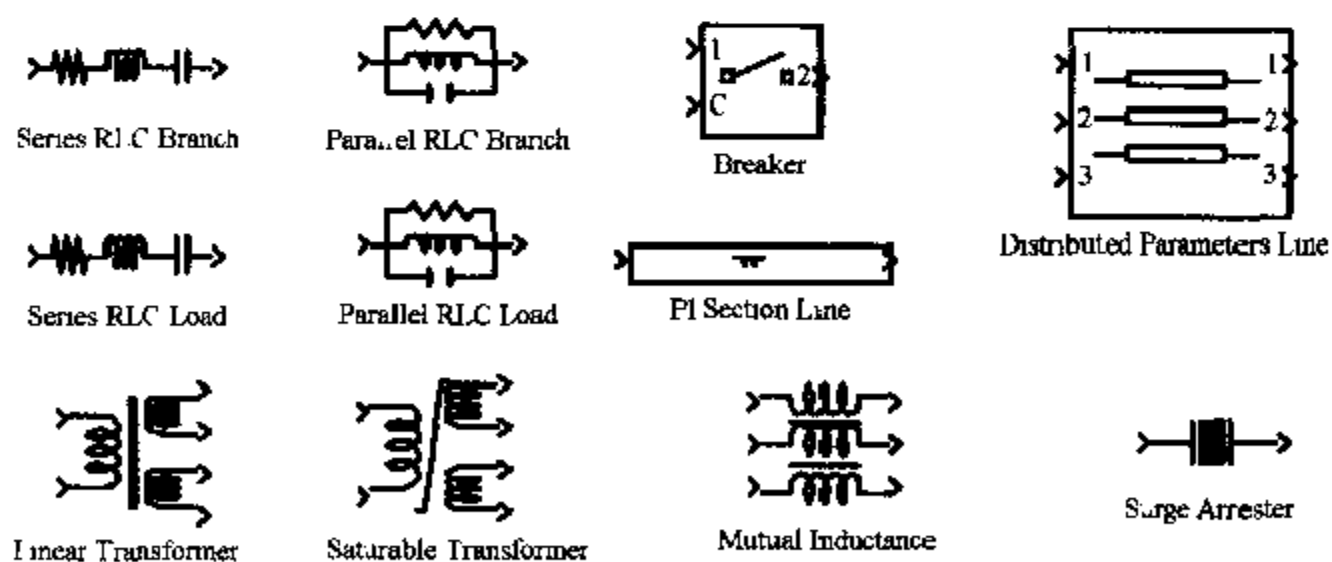 Series RLC Branch
Parallel RLC Branch
1
2
C
Breaker
1 1
2 2
3 3
Distributed Parameters Line
Series RLC Load
Parallel RLC Load
PI Section Line
Linear Transformer
Saturable Transformer
Mutual Inductance
Surge Arrester